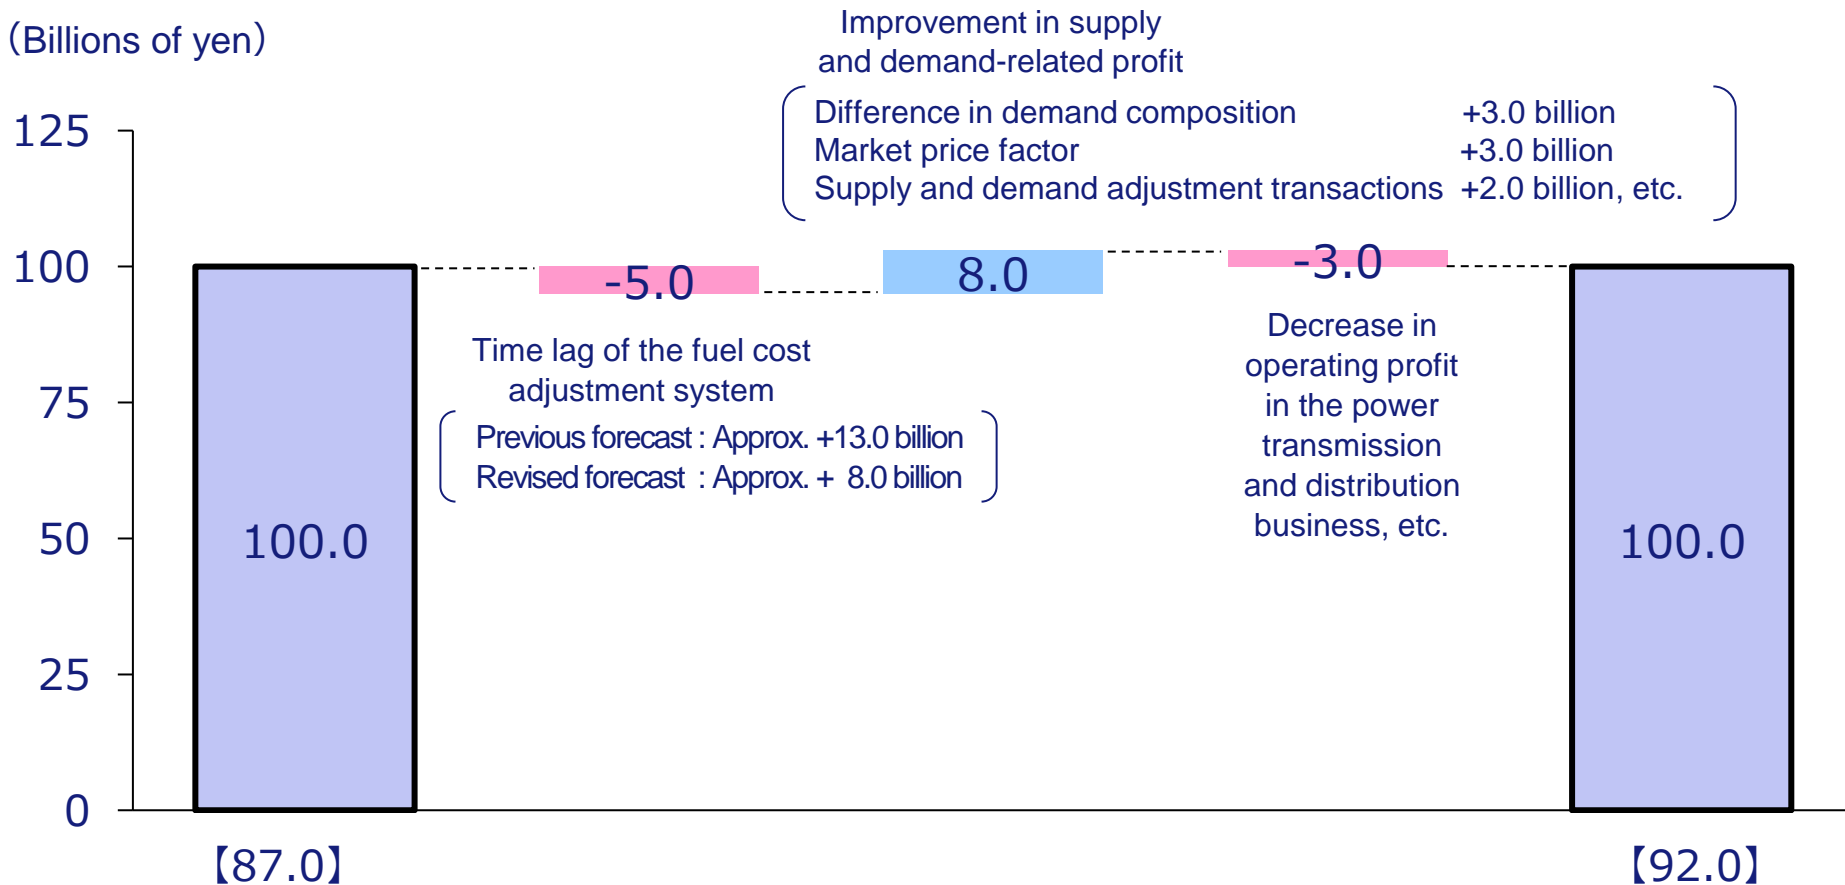 （Billions of yen）
Improvement in supply
and demand-related profit
Difference in demand composition +3.0 billion
Market price factor +3.0 billion
Supply and demand adjustment transactions +2.0 billion, etc.
125
100
75
50
25
0
100.0
-5.0
8.0
-3.0
100.0
Time lag of the fuel cost
adjustment system
Previous forecast : Approx. +13.0 billion
Revised forecast : Approx. + 8.0 billion
Decrease in
operating profit
in the power
transmission
and distribution
business, etc.
【87.0】
【92.0】